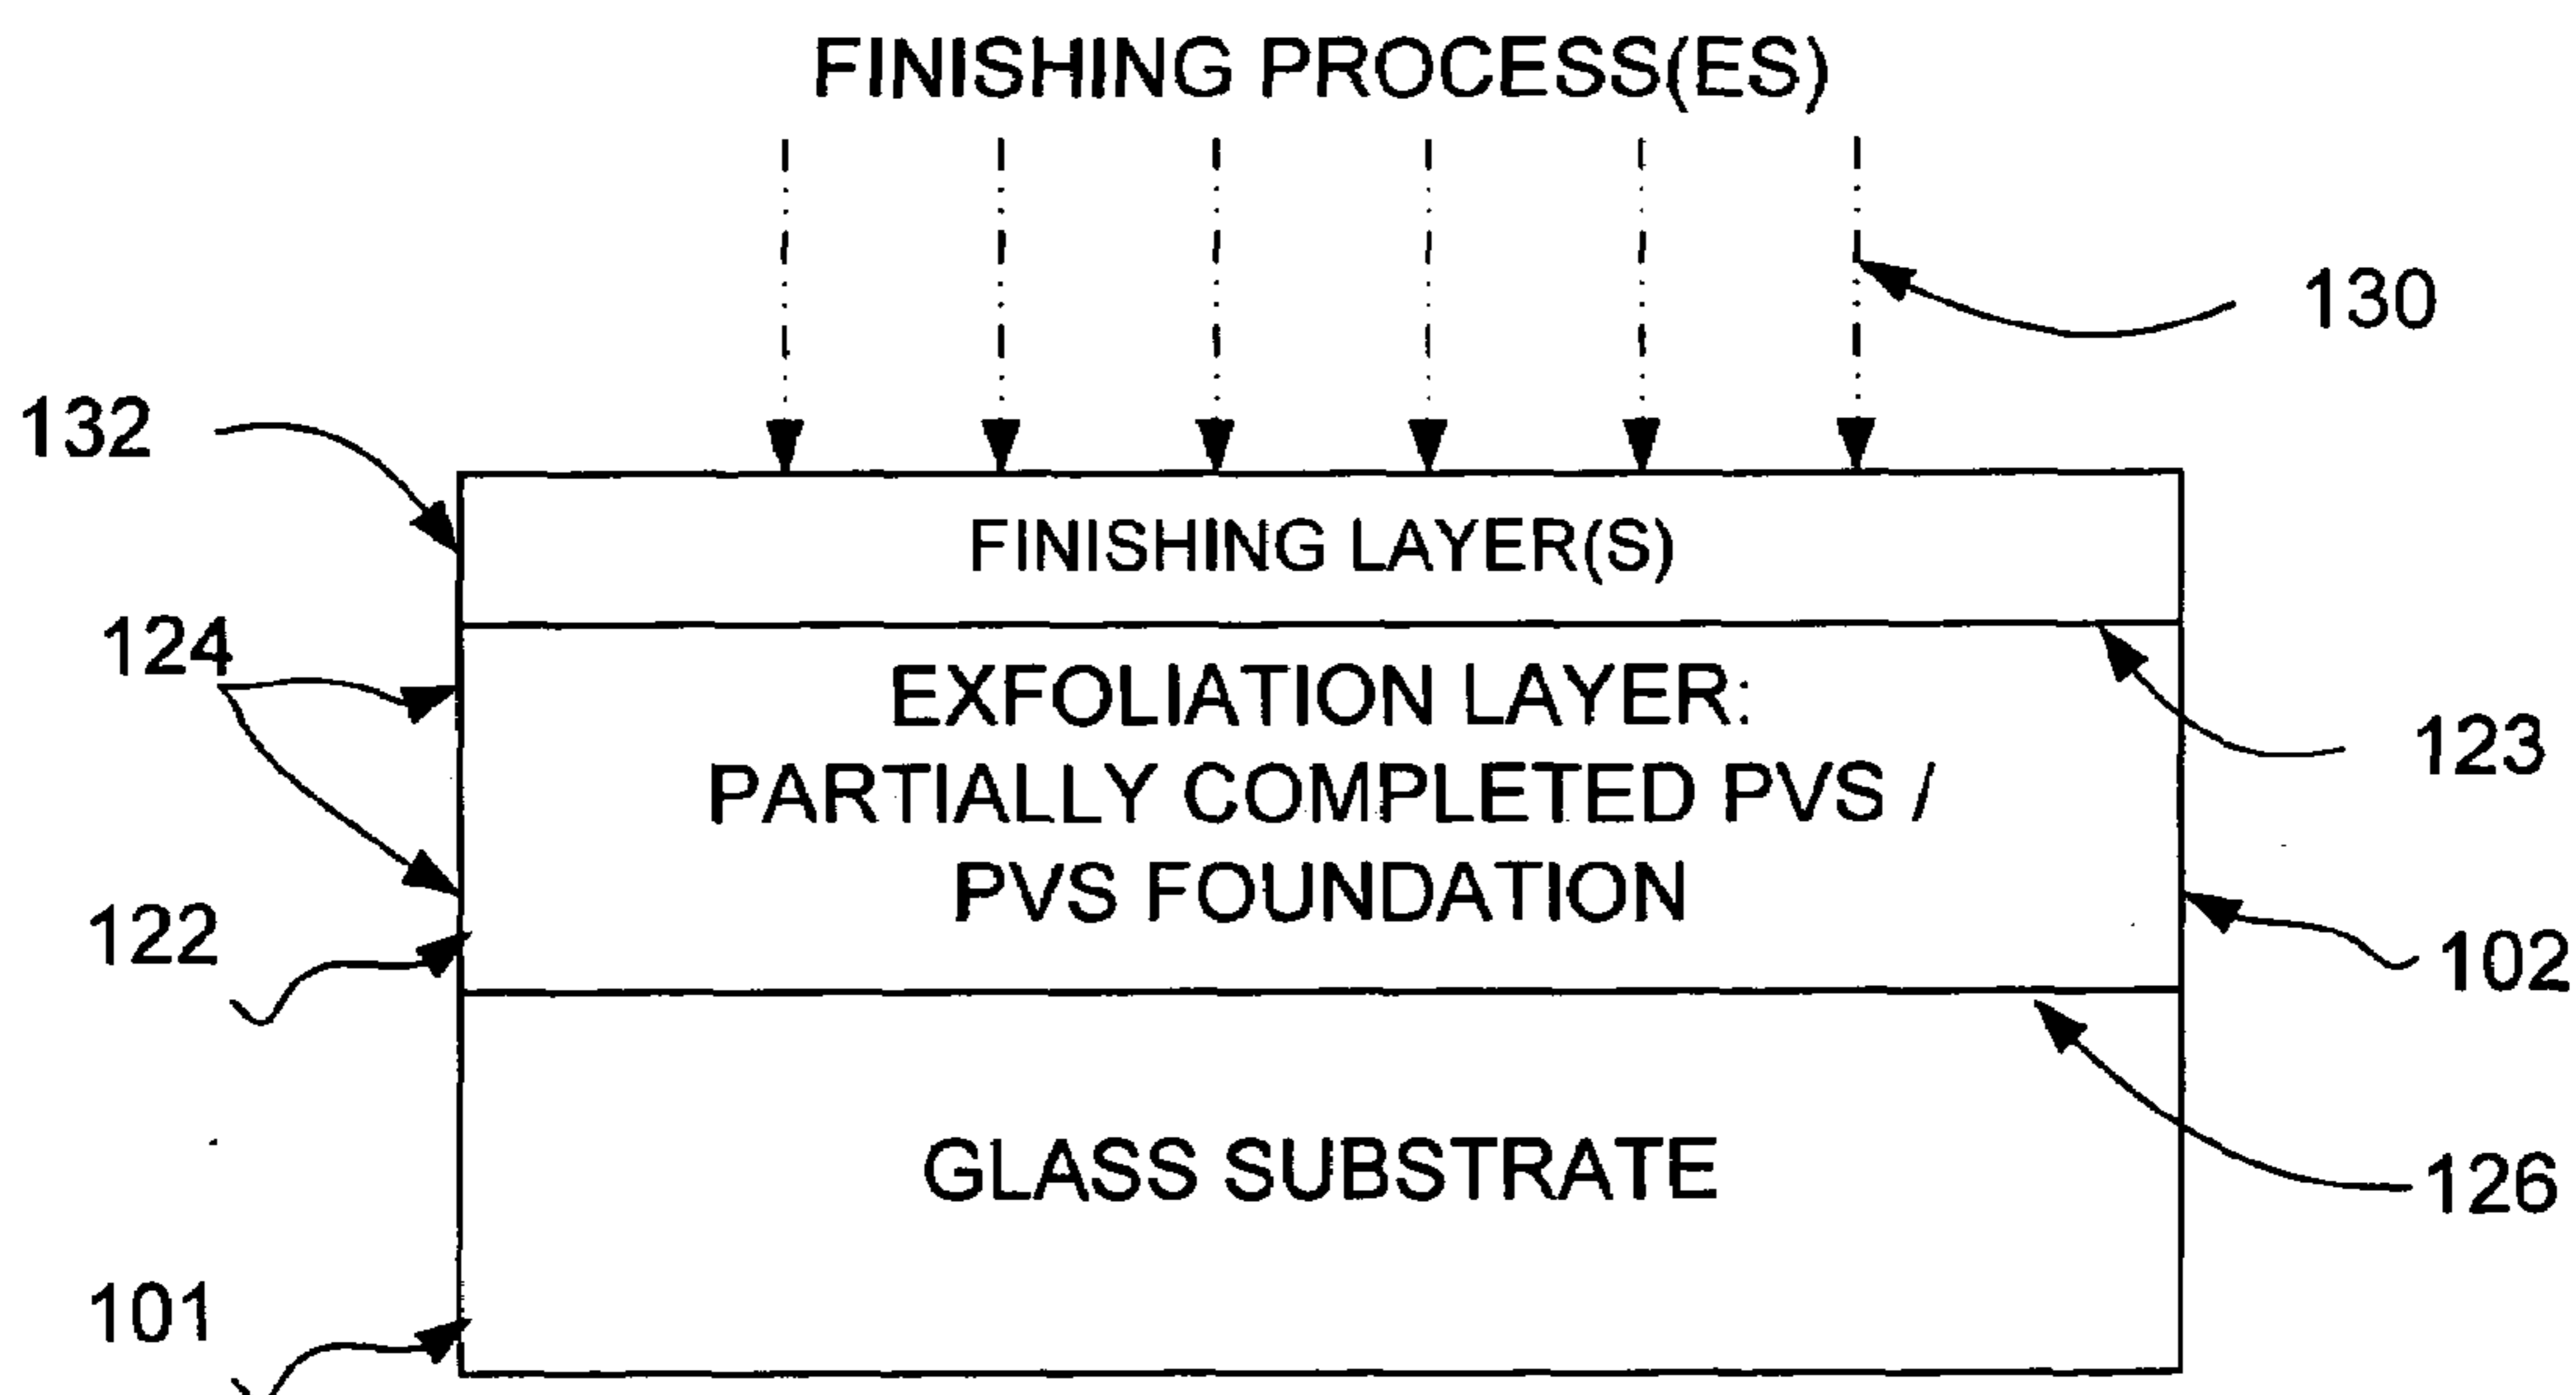 FINISHING PROCESS(ES)
130
132
FINISHING LAYER(S)
124
EXFOLIATION LAYER:
123
PARTIALLY COMPLETED PVS /
PVS FOUNDATION
122
102
GLASS SUBSTRATE
126
101